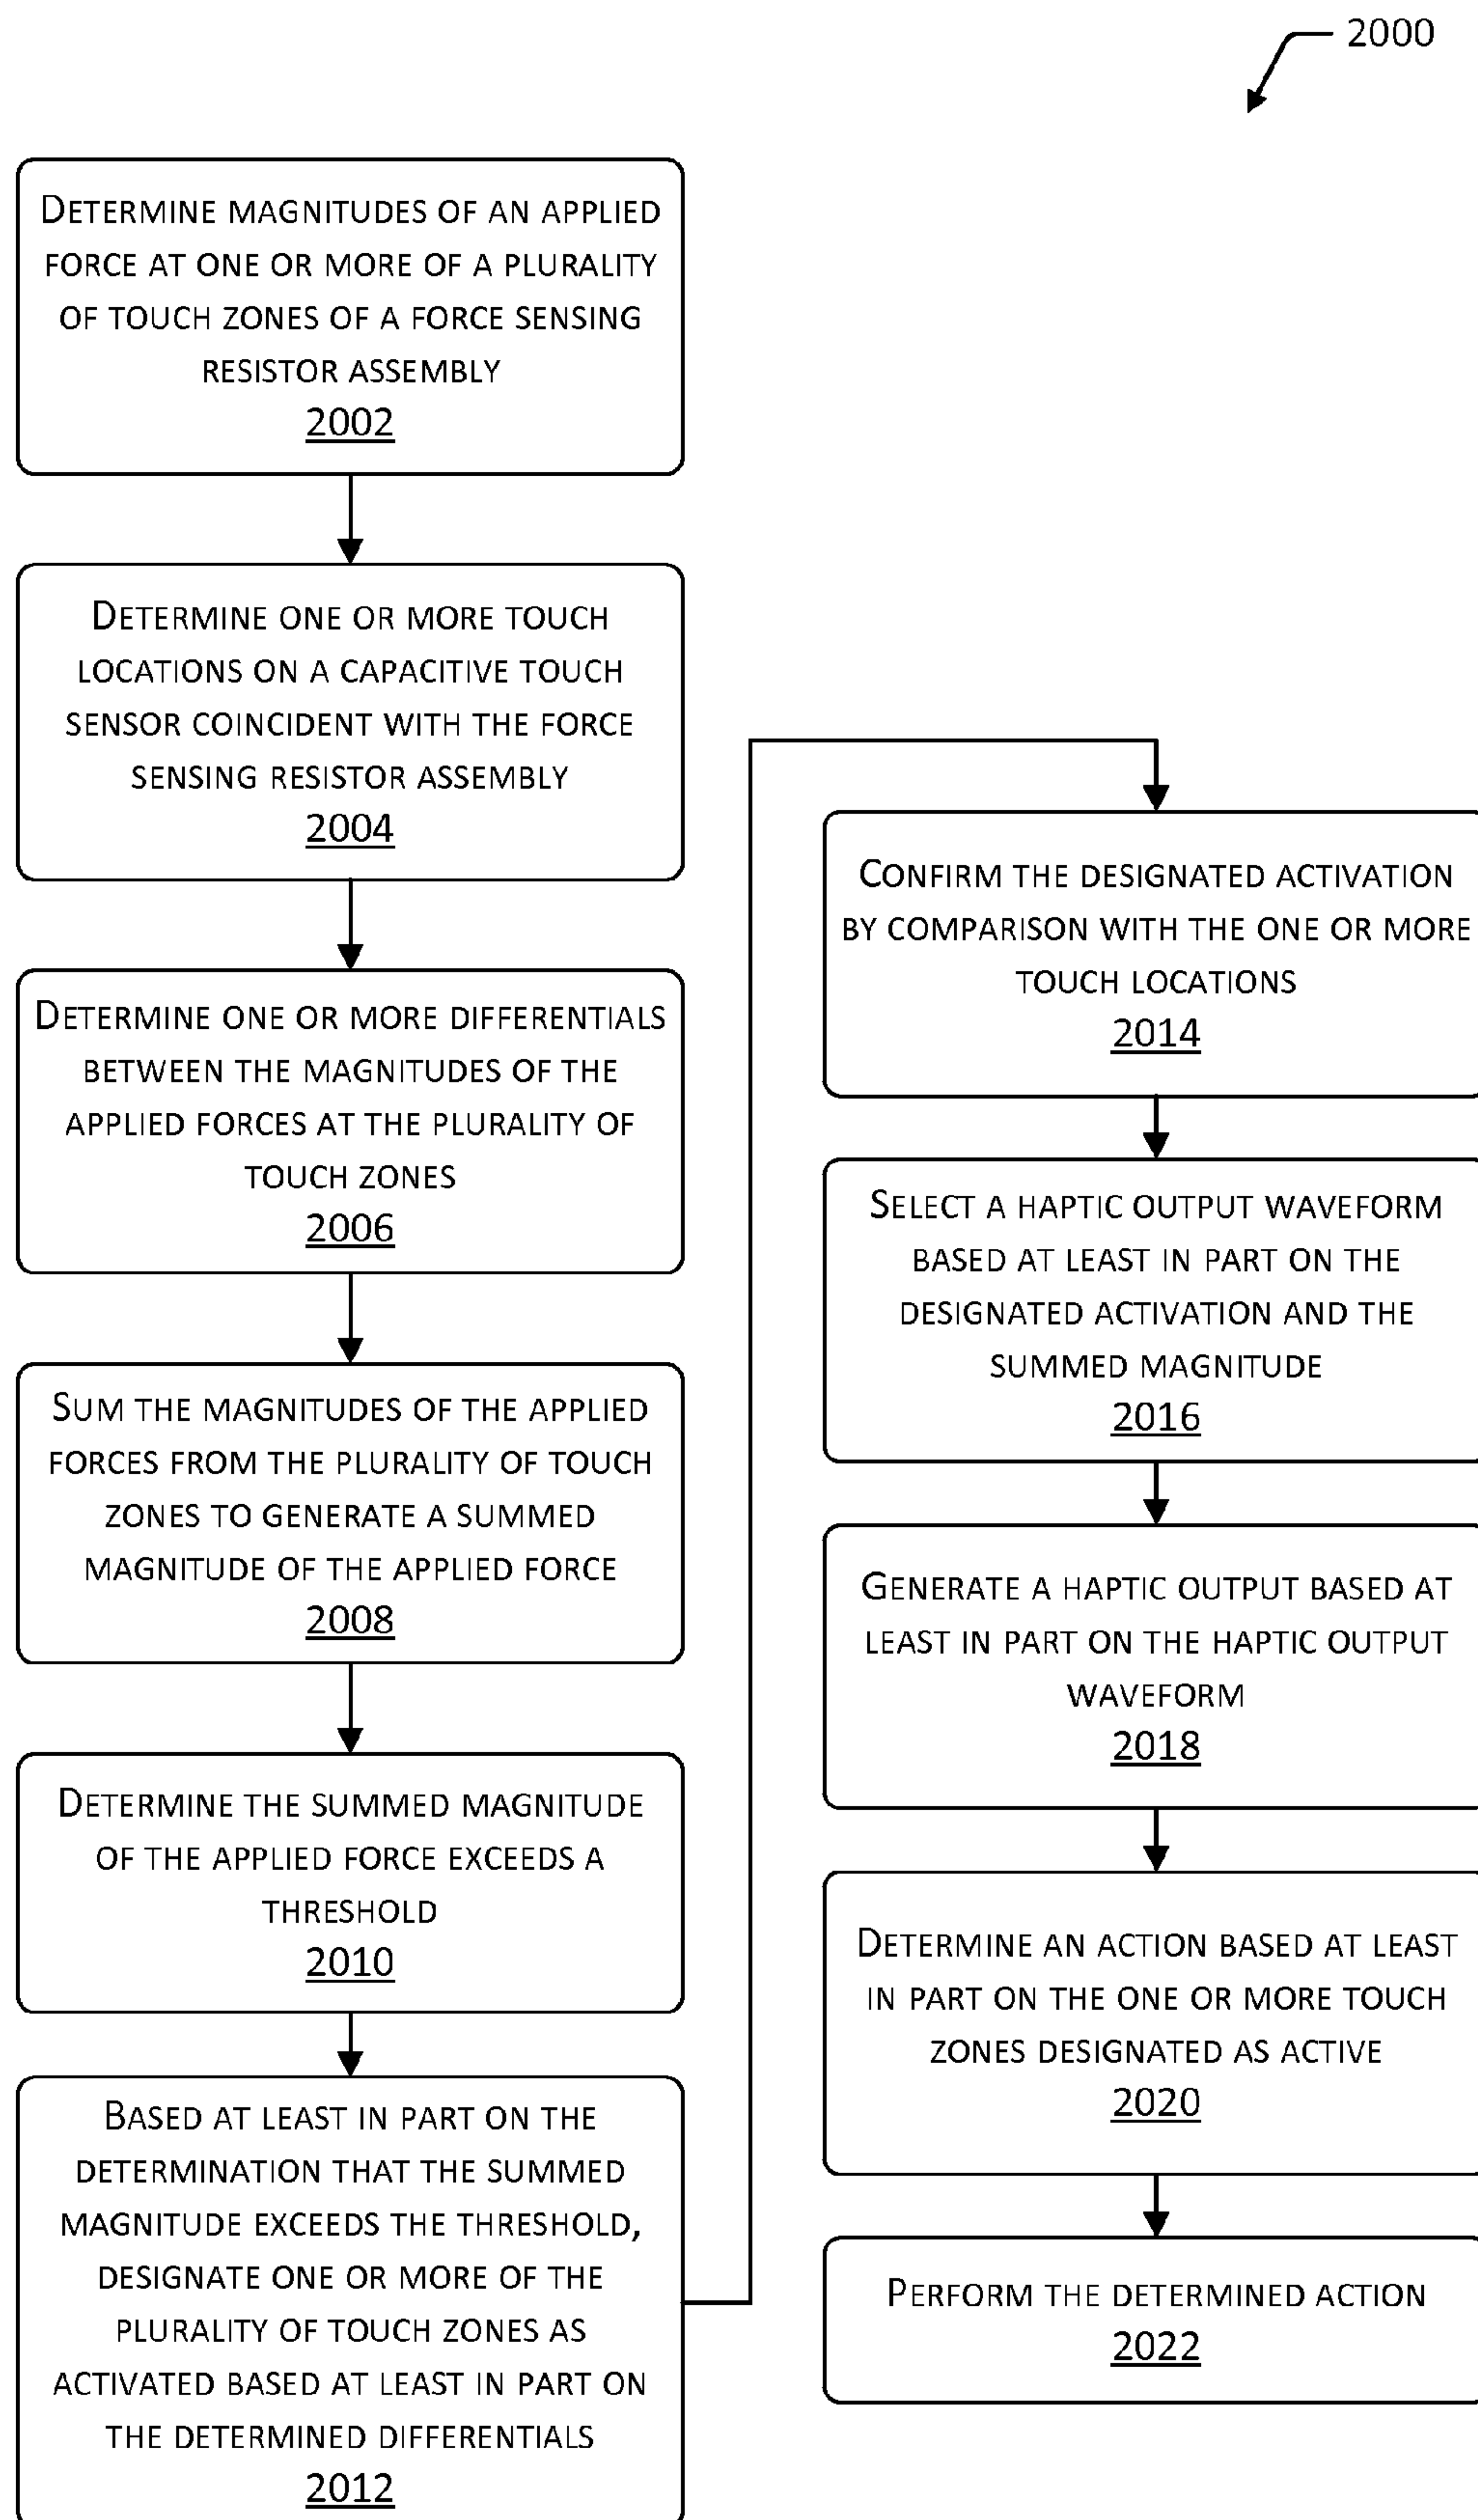 2000
DETERMINE MAGNITUDES OF AN APPLIED
FORCE AT ONE OR MORE OF A PLURALITY
OF TOUCH ZONES OF A FORCE SENSING
RESISTOR ASSEMBLY
2002
DETERMINE ONE OR MORE TOUCH
LOCATIONS ON A CAPACITIVE TOUCH
SENSOR COINCIDENT WITH THE FORCE
SENSING RESISTOR ASSEMBLY
2004
DETERMINE ONE OR MORE DIFFERENTIALS
BETWEEN THE MAGNITUDES OF THE
APPLIED FORCES AT THE PLURALITY OF
TOUCH ZONES
2006
SUM THE MAGNITUDES OF THE APPLIED
FORCES FROM THE PLURALITY OF TOUCH
ZONES TO GENERATE A SUMMED
MAGNITUDE OF THE APPLIED FORCE
2008
DETERMINE THE SUMMED MAGNITUDE
OF THE APPLIED FORCE EXCEEDS A
THRESHOLD
2010
BASED AT LEAST IN PART ON THE
DETERMINATION THAT THE SUMMED
MAGNITUDE EXCEEDS THE THRESHOLD,
DESIGNATE ONE OR MORE OF THE
PLURALITY OF TOUCH ZONES AS
ACTIVATED BASED AT LEAST IN PART ON
THE DETERMINED DIFFERENTIALS
2012
CONFIRM THE DESIGNATED ACTIVATION
BY COMPARISON WITH THE ONE OR MORE
TOUCH LOCATIONS
2014
SELECT A HAPTIC OUTPUT WAVEFORM
BASED AT LEAST IN PART ON THE
DESIGNATED ACTIVATION AND THE
SUMMED MAGNITUDE
2016
GENERATE A HAPTIC OUTPUT BASED AT
LEAST IN PART ON THE HAPTIC OUTPUT
WAVEFORM
2018
DETERMINE AN ACTION BASED AT LEAST
IN PART ON THE ONE OR MORE TOUCH
ZONES DESIGNATED AS ACTIVE
2020
PERFORM THE DETERMINED ACTION
2022